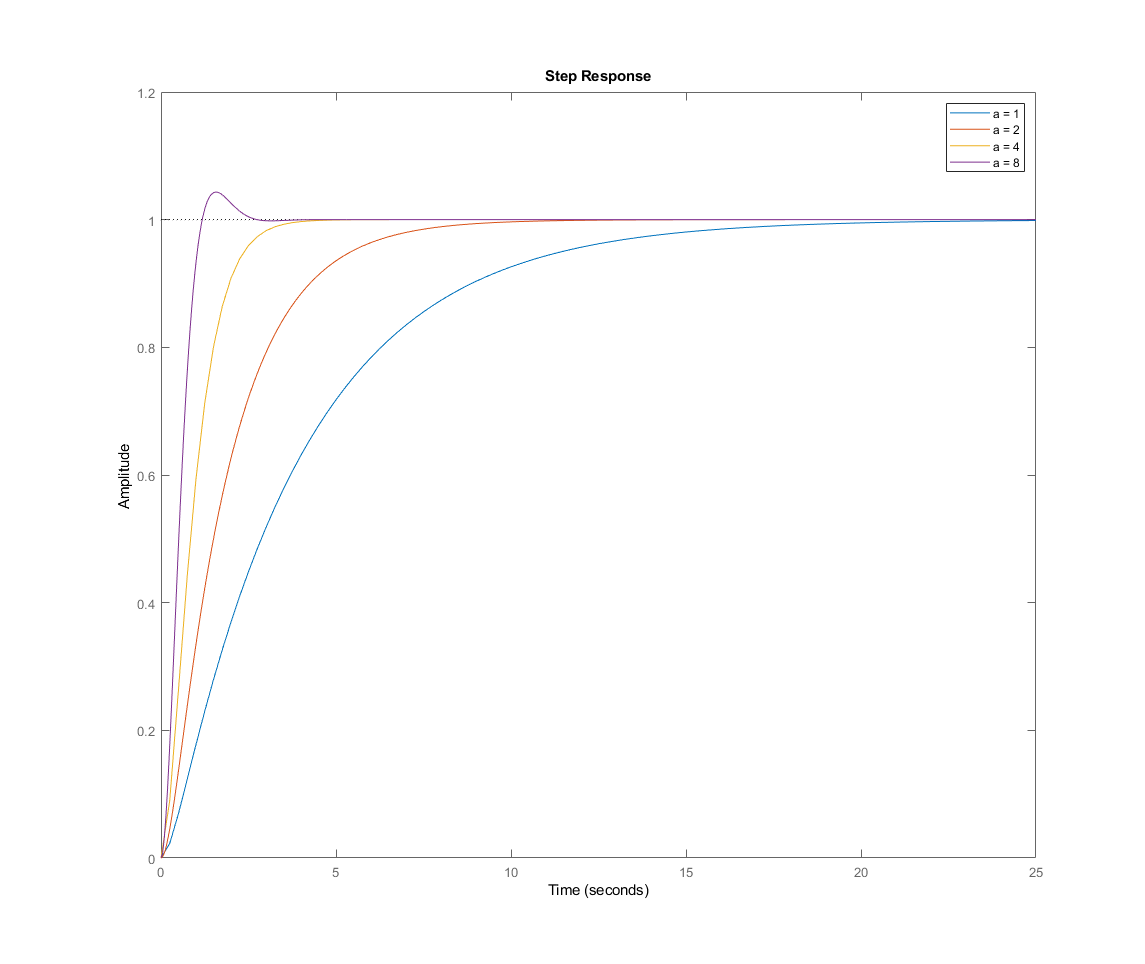 Step Response
1.2
a = 1
a = 2
a = 4
a = 8
1
0.8
0.6
Amplitude
0.4
0.2
0
0 5 10 15 20 25
Time (seconds)